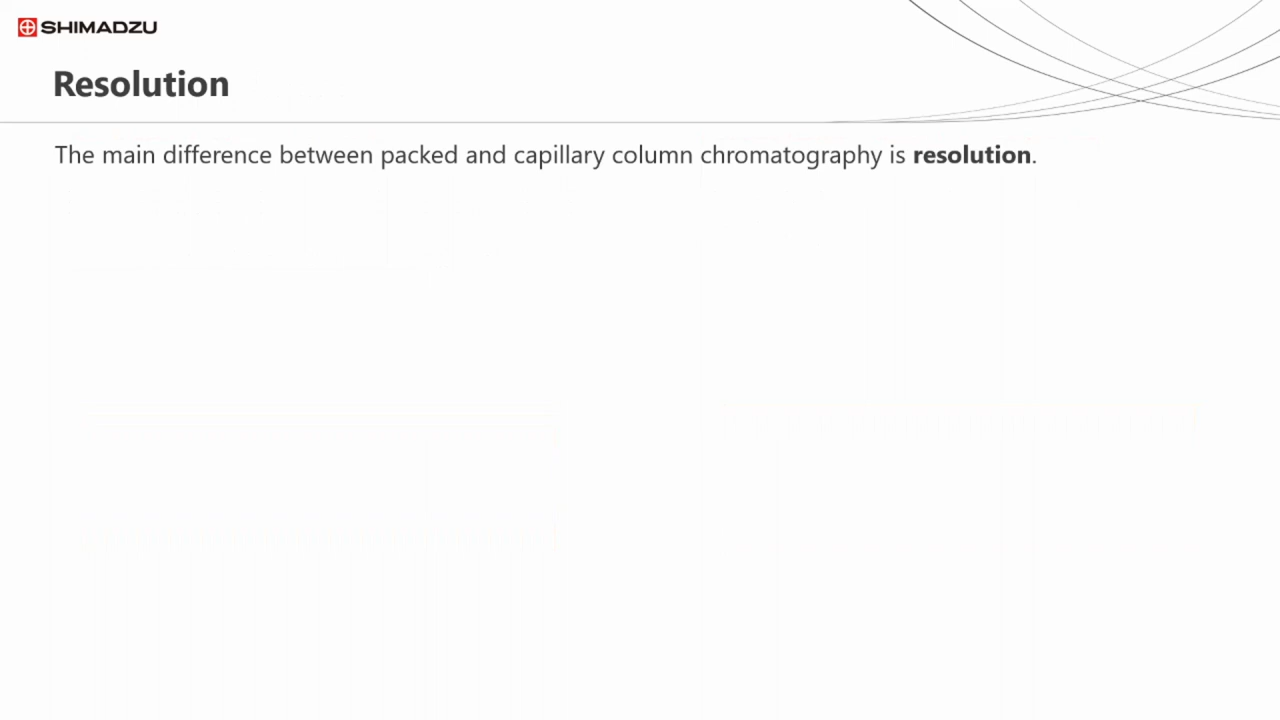 SHIMADZU
Resolution
The main difference between packed and capillary column chromatography is resolution.